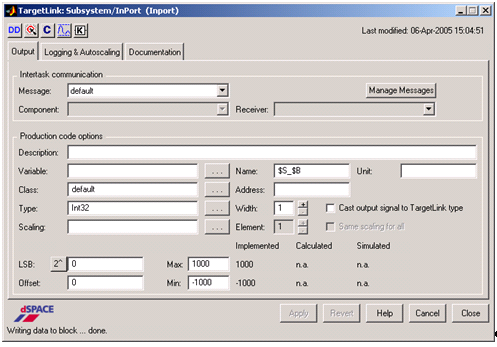 TargetLink: Subsystem/InPort (Inport)
DD C K Last modified: 06-Apr-2005 15:04:51
Output Logging & Autoscaling Documentation
Intertask communication
Message: default Manage Messages
Component: Receiver:
Production code options
Description:
Variable: ... Name: $S_$B Unit:
Class: default ... Address:
Type: Int32 ... Width: 1 Cast output signal to TargetLink type
Scaling: ... Element: 1 Same scaling for all
Implemented Calculated Simulated
LSB: 2^ 0 Max: 1000 1000 n.a. n.a.
Offset: 0 Min: -1000 -1000 n.a. n.a.
dSPACE Apply Revert Help Cancel Close
Writing data to block ... done.